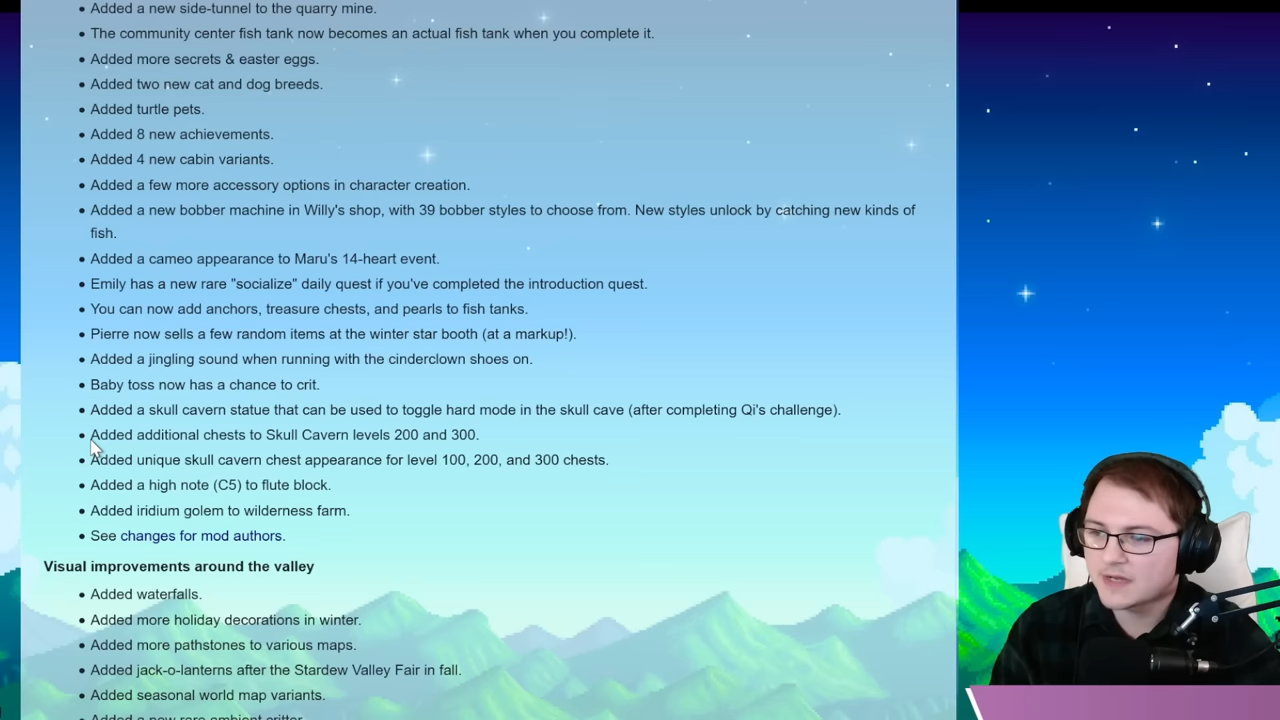 • Added a new side-tunnel to the quarry mine.
• The community center fish tank now becomes an actual fish tank when you complete it.
• Added more secrets & easter eggs.
• Added two new cat and dog breeds.
• Added turtle pets.
• Added 8 new achievements.
• Added 4 new cabin variants.
• Added a few more accessory options in character creation.
• Added a new bobber machine in Willy's shop, with 39 bobber styles to choose from. New styles unlock by catching new kinds of
fish.
• Added a cameo appearance to Maru's 14-heart event.
• Emily has a new rare "socialize" daily quest if you've completed the introduction quest.
• You can now add anchors, treasure chests, and pearls to fish tanks.
• Pierre now sells a few random items at the winter star booth (at a markup!).
• Added a jingling sound when running with the cinderclown shoes on.
• Baby toss now has a chance to crit.
• Added a skull cavern statue that can be used to toggle hard mode in the skull cave (after completing Qi's challenge).
• Added additional chests to Skull Cavern levels 200 and 300.
• Added unique skull cavern chest appearance for level 100, 200, and 300 chests.
• Added a high note (C5) to flute block.
• Added iridium golem to wilderness farm.
• See changes for mod authors.
Visual improvements around the valley
• Added waterfalls.
• Added more holiday decorations in winter.
• Added more pathstones to various maps.
• Added jack-o-lanterns after the Stardew Valley Fair in fall.
• Added seasonal world map variants.
• Added a new rare ambient critter.